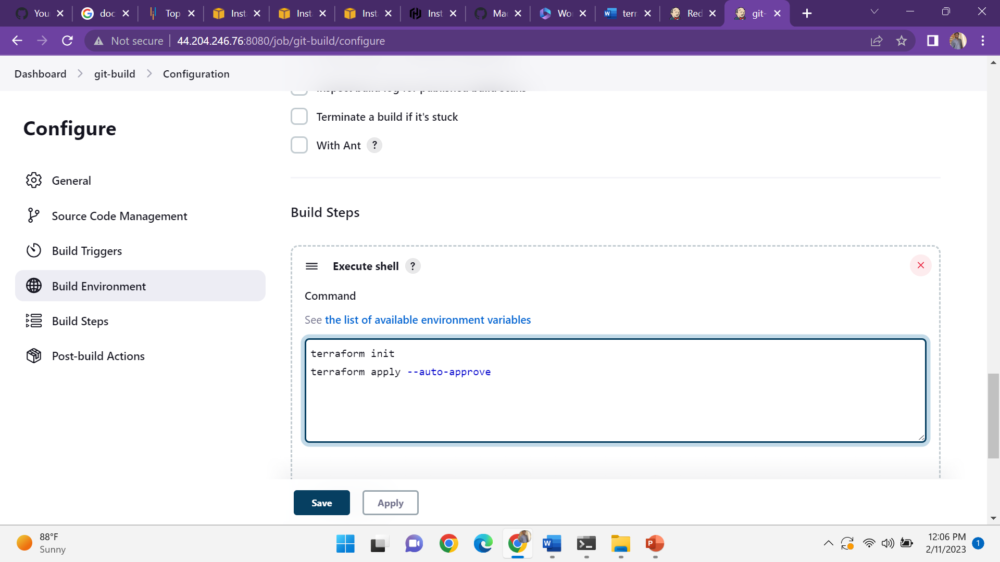 You
doc
Top
Inst
Inst
Inst
Inst
Mac
Wo
terr
Red
git-
Not secure
44.204.246.76:8080/job/git-build/configure
Dashboard
git-build
Configuration
Terminate a build if it's stuck
With Ant ?
Configure
General
Source Code Management
Build Triggers
Build Environment
Build Steps
Post-build Actions
Build Steps
Execute shell ?
Command
See the list of available environment variables
terraform init
terraform apply --auto-approve
Save
Apply
88°F
Sunny
12:06 PM
2/11/2023
1